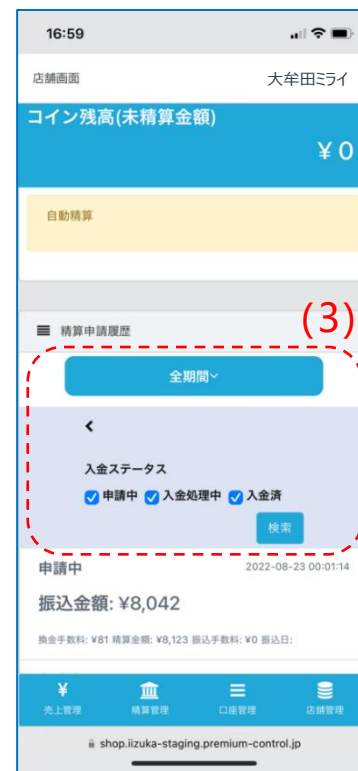 16:59
店舗画面 大牟田ミライ
コイン残高(未精算金額)
¥0
自動精算
精算申請履歴
(3)
全期間
入金ステータス
申請中 入金処理中 入金済
検索
申請中 2022-08-23 00:01:14
振込金額: ¥8,042
換金手数料: ¥81 精算金額: ¥8,123 振込手数料: ¥0 振込日:
¥
売上管理 精算管理 口座管理 店舗管理
shop.iizuka-staging.premium-control.jp